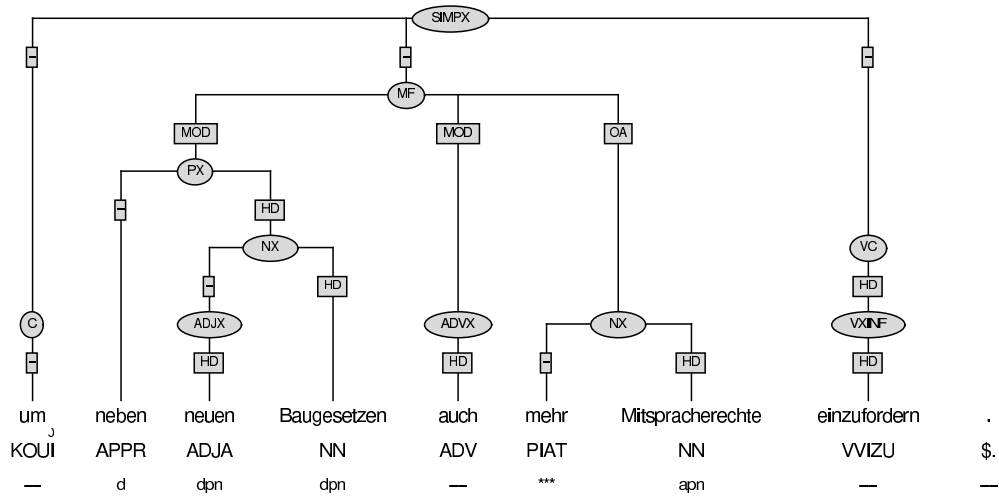 SIMPX
– – –
MF
MOD MOD OA
PX
– HD
NX VC
– HD HD
C ADJX ADVX NX VXINF
– HD HD – HD HD
um neben neuen Baugesetzen auch mehr Mitspracherechte einzufordern .
KOUI APPR ADJA NN ADV PIAT NN VVIZU $.
–– d dpn dpn –– *** apn –– ––